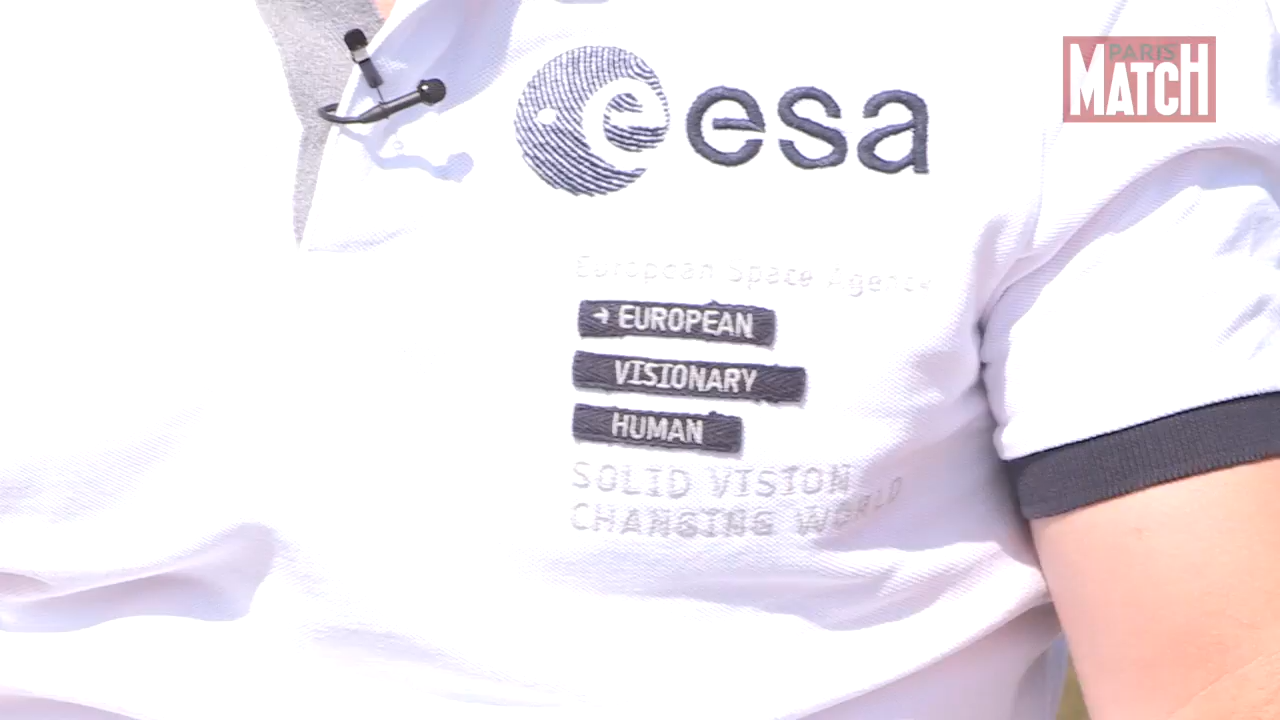 PARIS
MATCH
esa
European Space Agency
→ EUROPEAN
VISIONARY
HUMAN
SOLID VISION
CHANGING WORLD